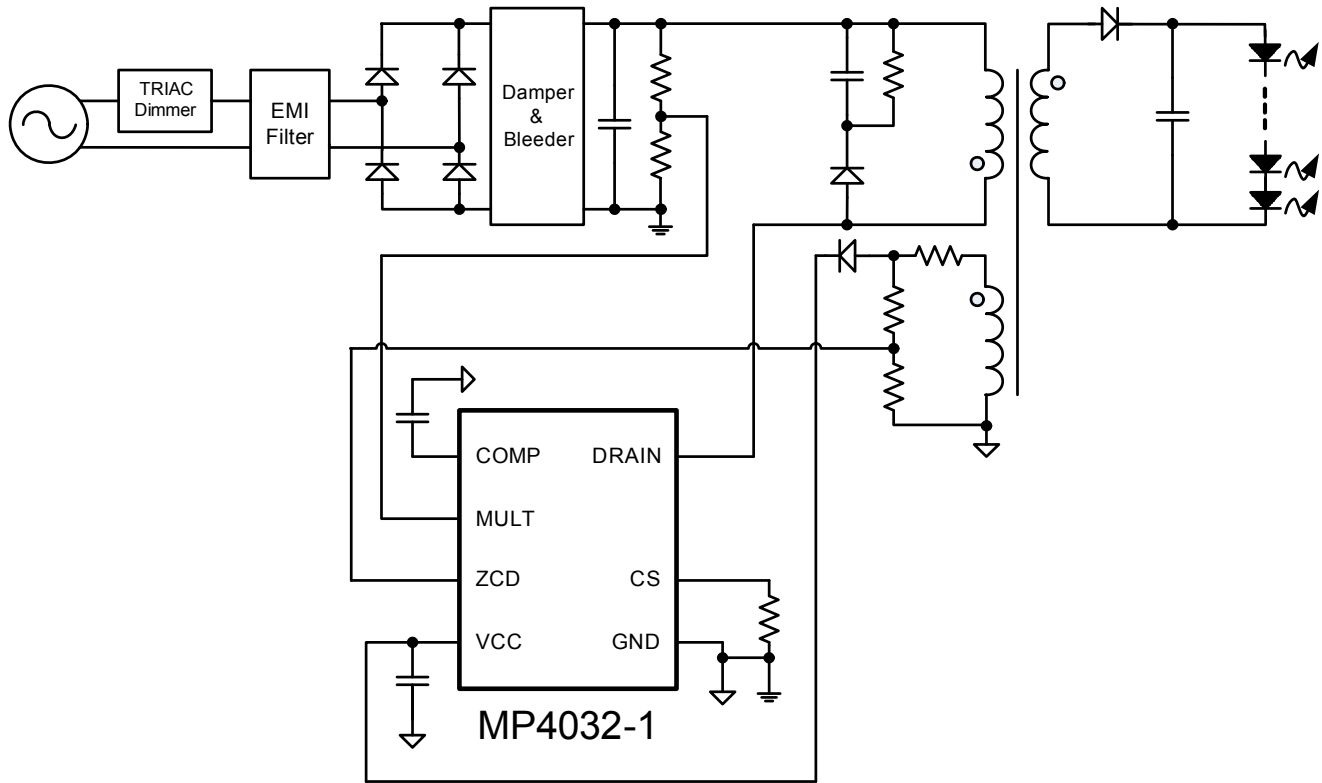 TRIAC
Dimmer
EMI
Filter
Damper
&
Bleeder
COMP
DRAIN
MULT
ZCD
CS
VCC
GND
MP4032-1